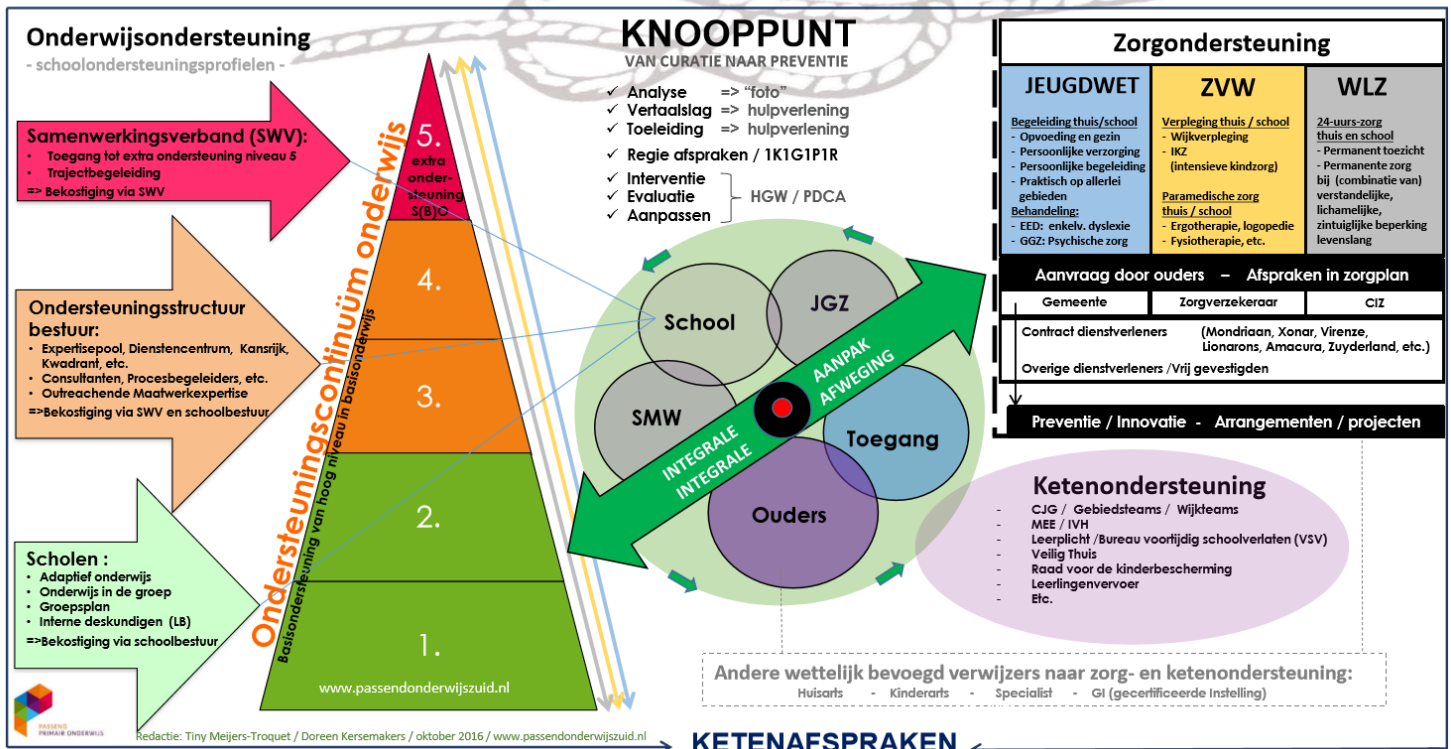 Onderwijsondersteuning
- schoolondersteuningsprofielen -
Samenwerkingsverband (SWV):
• Toegang tot extra ondersteuning niveau 5
• Trajectbegeleiding
=> Bekostiging via SWV
Ondersteuningsstructuur
bestuur:
• Expertisepool, Dienstencentrum, Kansrijk,
Kwadrant, etc.
• Consultanten, Procesbegeleiders, etc.
• Outreachende Maatwerkexpertise
=>Bekostiging via SWV en schoolbestuur
Scholen :
• Adaptief onderwijs
• Onderwijs in de groep
• Groepsplan
• Interne deskundigen (LB)
=>Bekostiging via schoolbestuur
PASSEND
PRIMAIR ONDERWIJS
Ondersteuningscontinuüm onderwijs
Basisondersteuning van hoog niveau in basisonderwijs
5.
extra
onder-
steuning
S(B)O
4.
3.
2.
1.
www.passendonderwijszuid.nl
Redactie: Tiny Meijers-Troquet / Doreen Kersemakers / oktober 2016 / www.passendonderwijszuid.nl
KNOOPPUNT
VAN CURATIE NAAR PREVENTIE
✓ Analyse => “foto”
✓ Vertaalslag => hulpverlening
✓ Toeleiding => hulpverlening
✓ Regie afspraken / 1K1G1P1R
✓ Interventie
✓ Evaluatie
✓ Aanpassen
HGW / PDCA
School
JGZ
SMW
Toegang
Ouders
INTEGRALE AANPAK
INTEGRALE AFWEGING
Zorgondersteuning
JEUGDWET
Begeleiding thuis/school
- Opvoeding en gezin
- Persoonlijke verzorging
- Persoonlijke begeleiding
- Praktisch op allerlei
gebieden
Behandeling:
- EED: enkelv. dyslexie
- GGZ: Psychische zorg
ZVW
Verpleging thuis / school
- Wijkverpleging
- IKZ
(intensieve kindzorg)
Paramedische zorg
thuis / school
- Ergotherapie, logopedie
- Fysiotherapie, etc.
WLZ
24-uurs-zorg
thuis en school
- Permanent toezicht
- Permanente zorg
bij (combinatie van)
verstandelijke,
lichamelijke,
zintuiglijke beperking
levenslang
Aanvraag door ouders – Afspraken in zorgplan
Gemeente
Zorgverzekeraar
CIZ
Contract dienstverleners (Mondriaan, Xonar, Virenze,
Lionarons, Amacura, Zuyderland, etc.)
Overige dienstverleners /Vrij gevestigden
Preventie / Innovatie - Arrangementen / projecten
Ketenondersteuning
- CJG / Gebiedsteams / Wijkteams
- MEE / IVH
- Leerplicht /Bureau voortijdig schoolverlaten (VSV)
- Veilig Thuis
- Raad voor de kinderbescherming
- Leerlingenvervoer
- Etc.
Andere wettelijk bevoegd verwijzers naar zorg- en ketenondersteuning:
Huisarts - Kinderarts - Specialist - GI (gecertificeerde Instelling)
KETENAFSPRAKEN